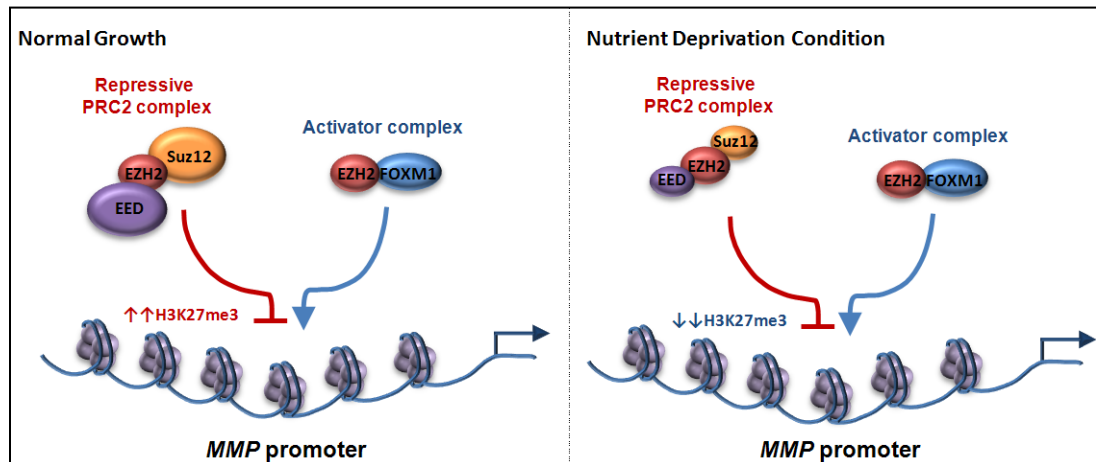 Normal Growth
Repressive
PRC2 complex
Suz12
EZH2
EED
Activator complex
EZH2 FOXM1
↑↑H3K27me3
MMP promoter
Nutrient Deprivation Condition
Repressive
PRC2 complex
Suz12
EZH2
EED
Activator complex
EZH2 FOXM1
↓↓H3K27me3
MMP promoter